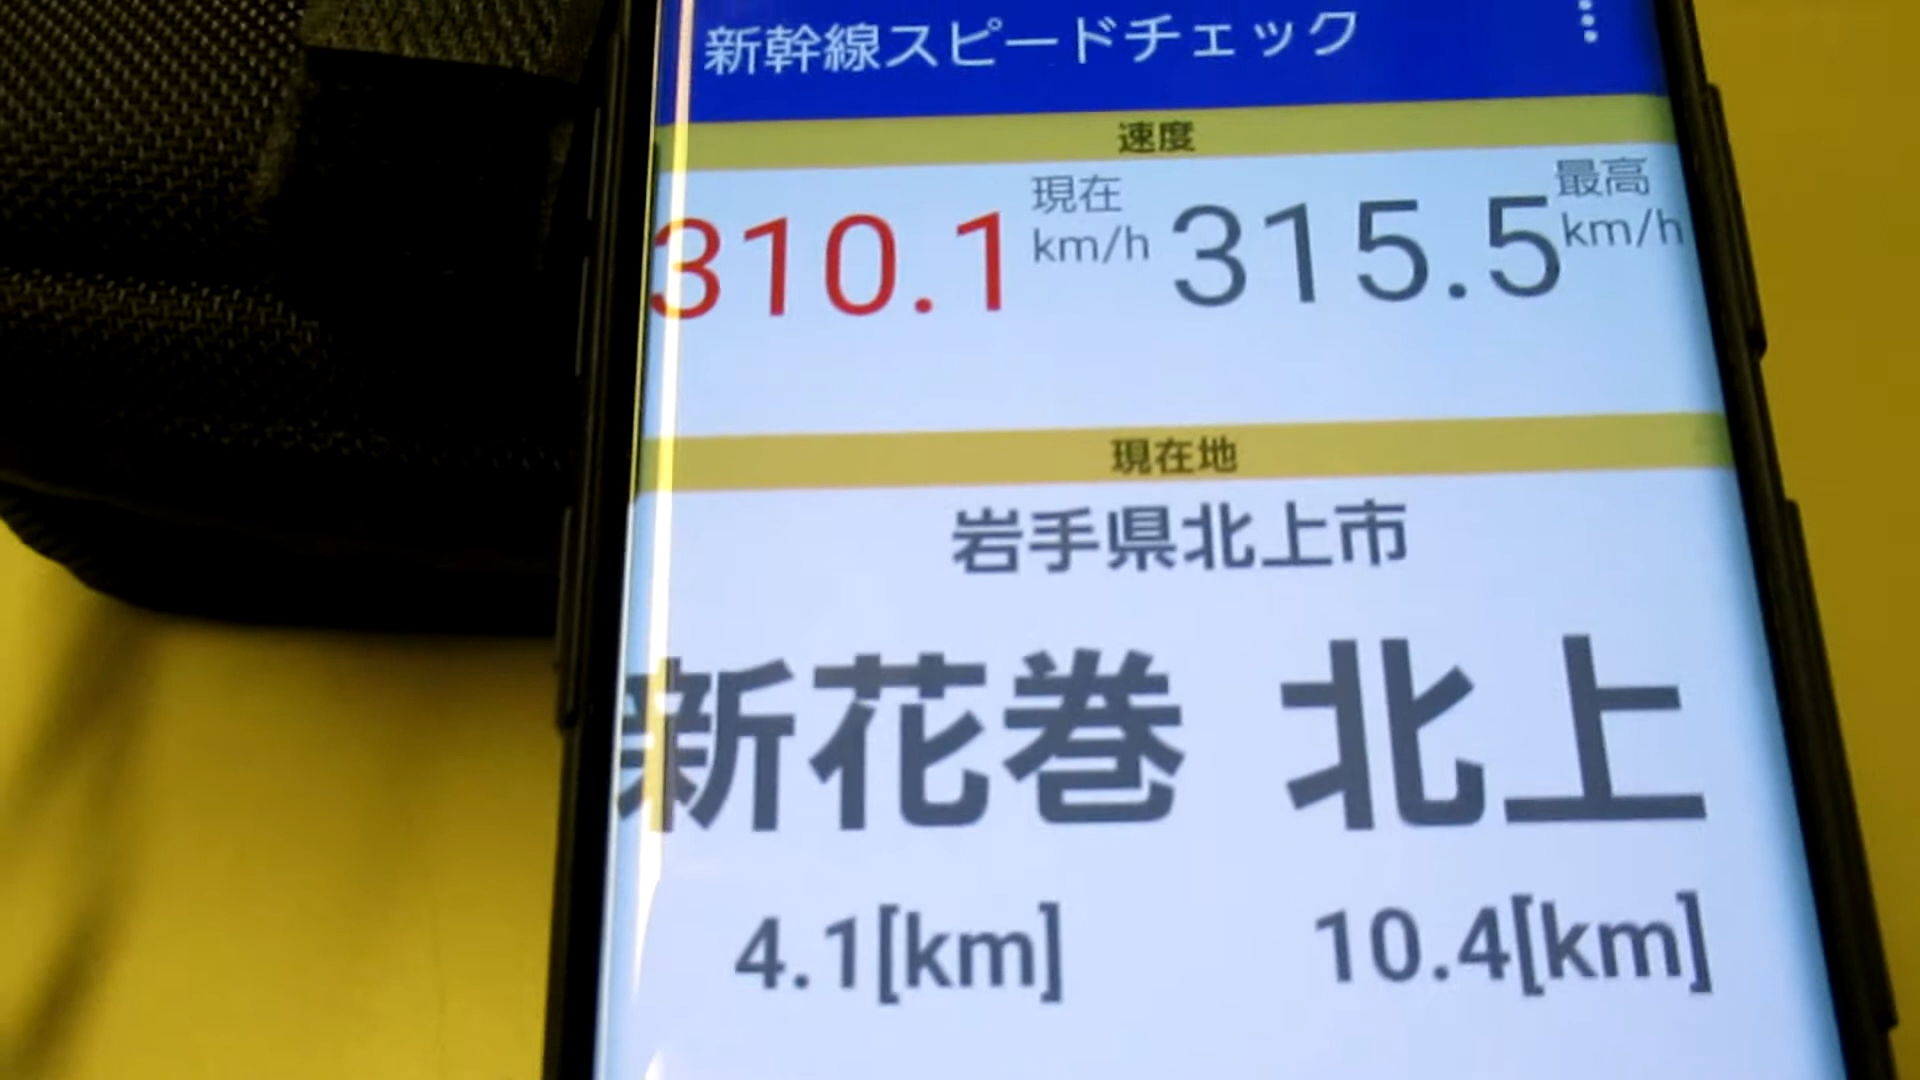 新幹線スピードチェック
速度
310.1 現在 km/h 315.5 最高 km/h
現在地
岩手県北上市
新花巻 北上
4.1[km] 10.4[km]